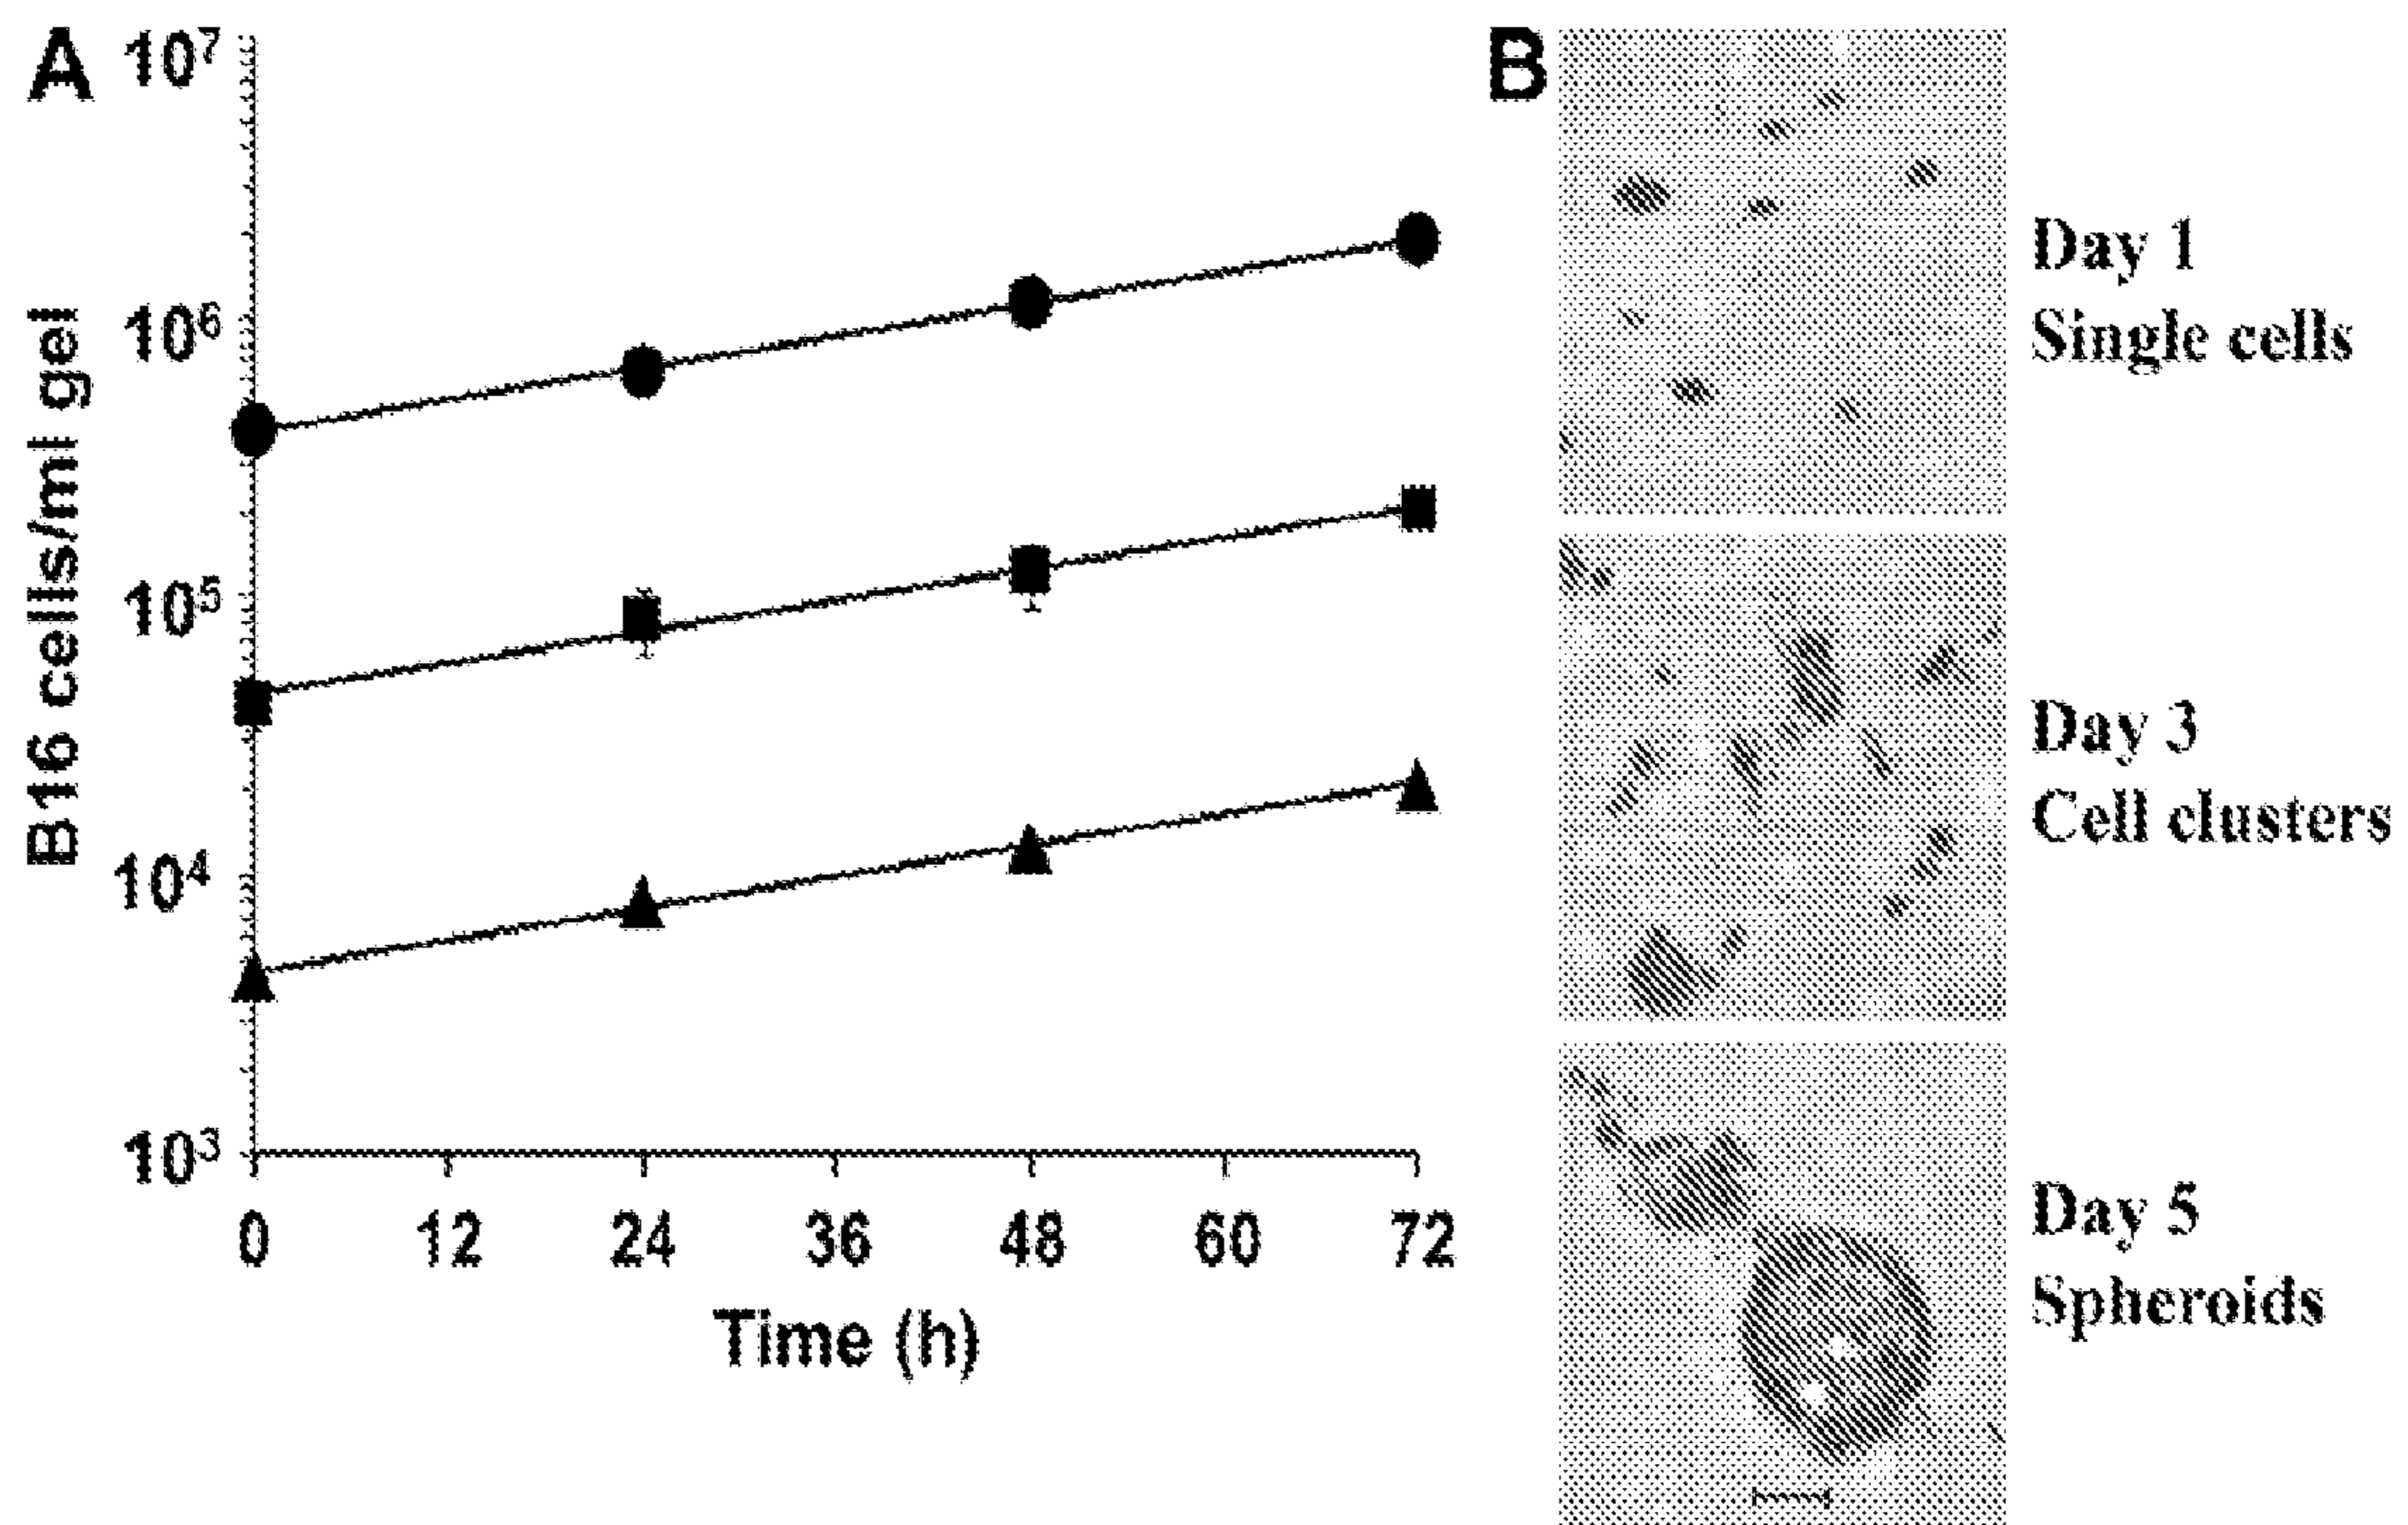 A
10⁷
10⁶
10⁵
10⁴
10³
B16 cells/ml gel
0 12 24 36 48 60 72
Time (h)
B
Day 1
Single cells
Day 3
Cell clusters
Day 5
Spheroids